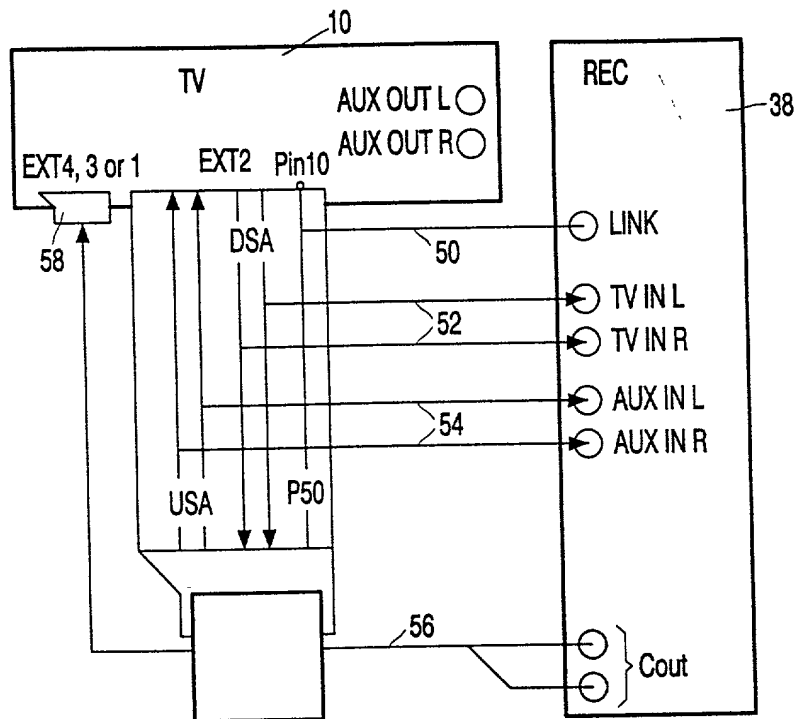 10
TV
REC
38
AUX OUT L
AUX OUT R
EXT4, 3 or 1
EXT2
Pin10
58
DSA
50
LINK
52
TV IN L
TV IN R
54
AUX IN L
AUX IN R
USA
P50
56
Cout